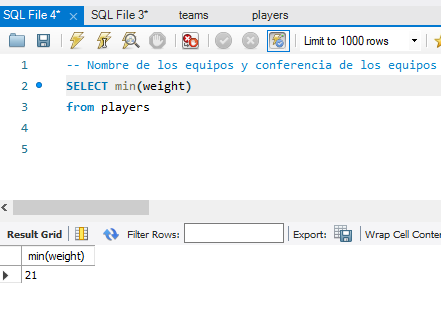 SQL File 4* × SQL File 3* teams players
Limit to 1000 rows
1 -- Nombre de los equipos y conferencia de los equipos
2 SELECT min(weight)
3 from players
4
5
Result Grid Filter Rows: Export: Wrap Cell Conten
min(weight)
21